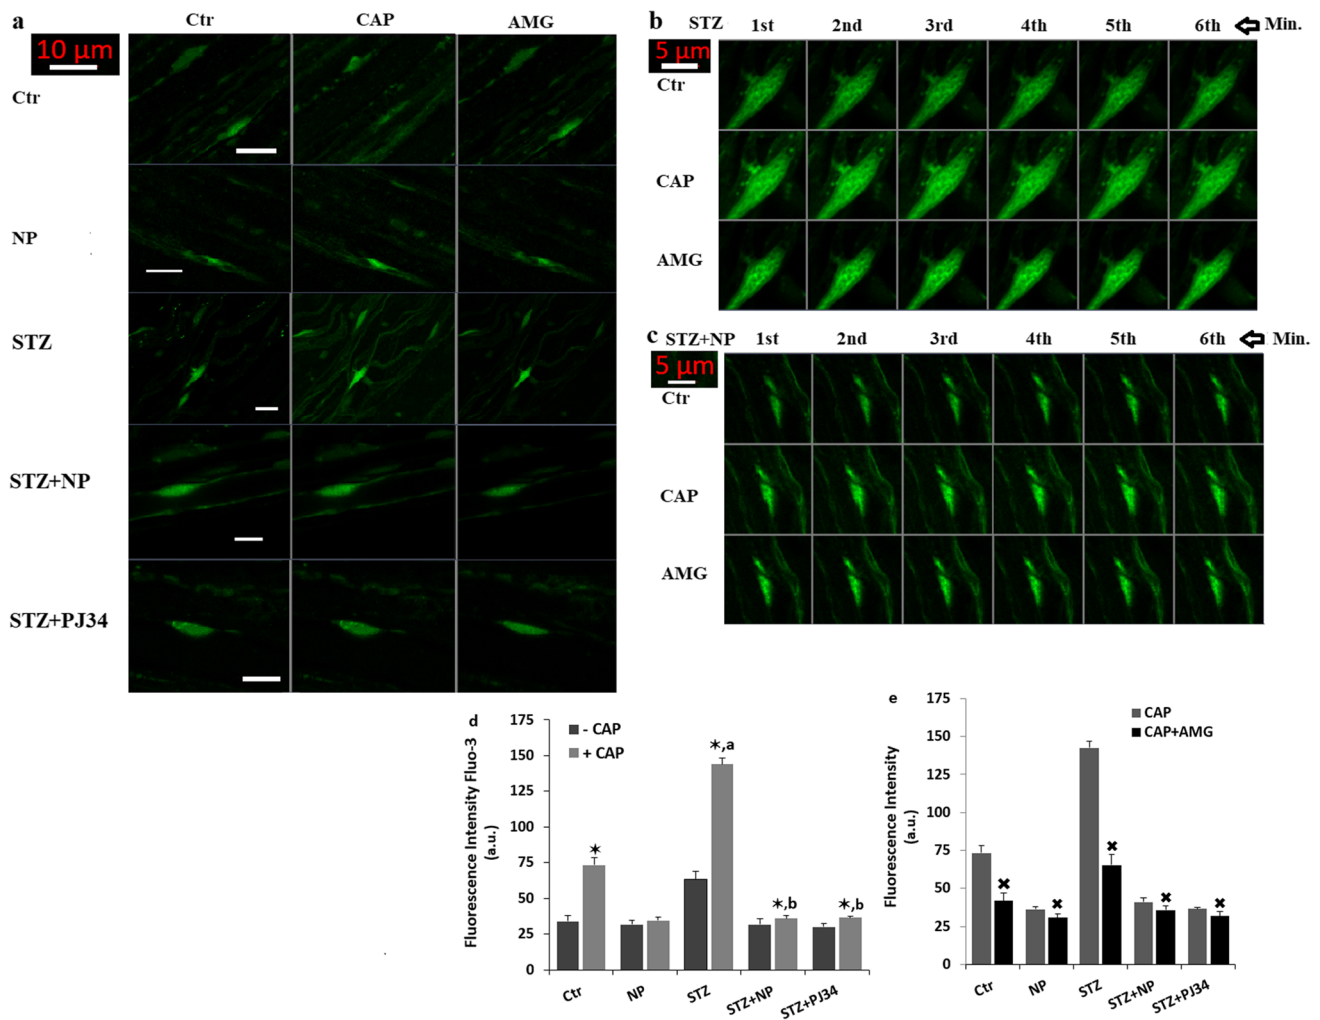 a
Ctr CAP AMG
10 µm
Ctr
NP
STZ
STZ+NP
STZ+PJ34
b STZ 1st 2nd 3rd 4th 5th 6th Min.
5 µm
Ctr
CAP
AMG
c STZ+NP 1st 2nd 3rd 4th 5th 6th Min.
5 µm
Ctr
CAP
AMG
d
Fluorescence Intensity Fluo-3
(a.u.)
175
150
125
100
75
50
25
0
- CAP
+ CAP
*
*,a
*,b
*,b
Ctr NP STZ STZ+NP STZ+PJ34
e
Fluorescence Intensity
(a.u.)
175
150
125
100
75
50
25
0
CAP
CAP+AMG
✖
✖
✖
✖
✖
Ctr NP STZ STZ+NP STZ+PJ34